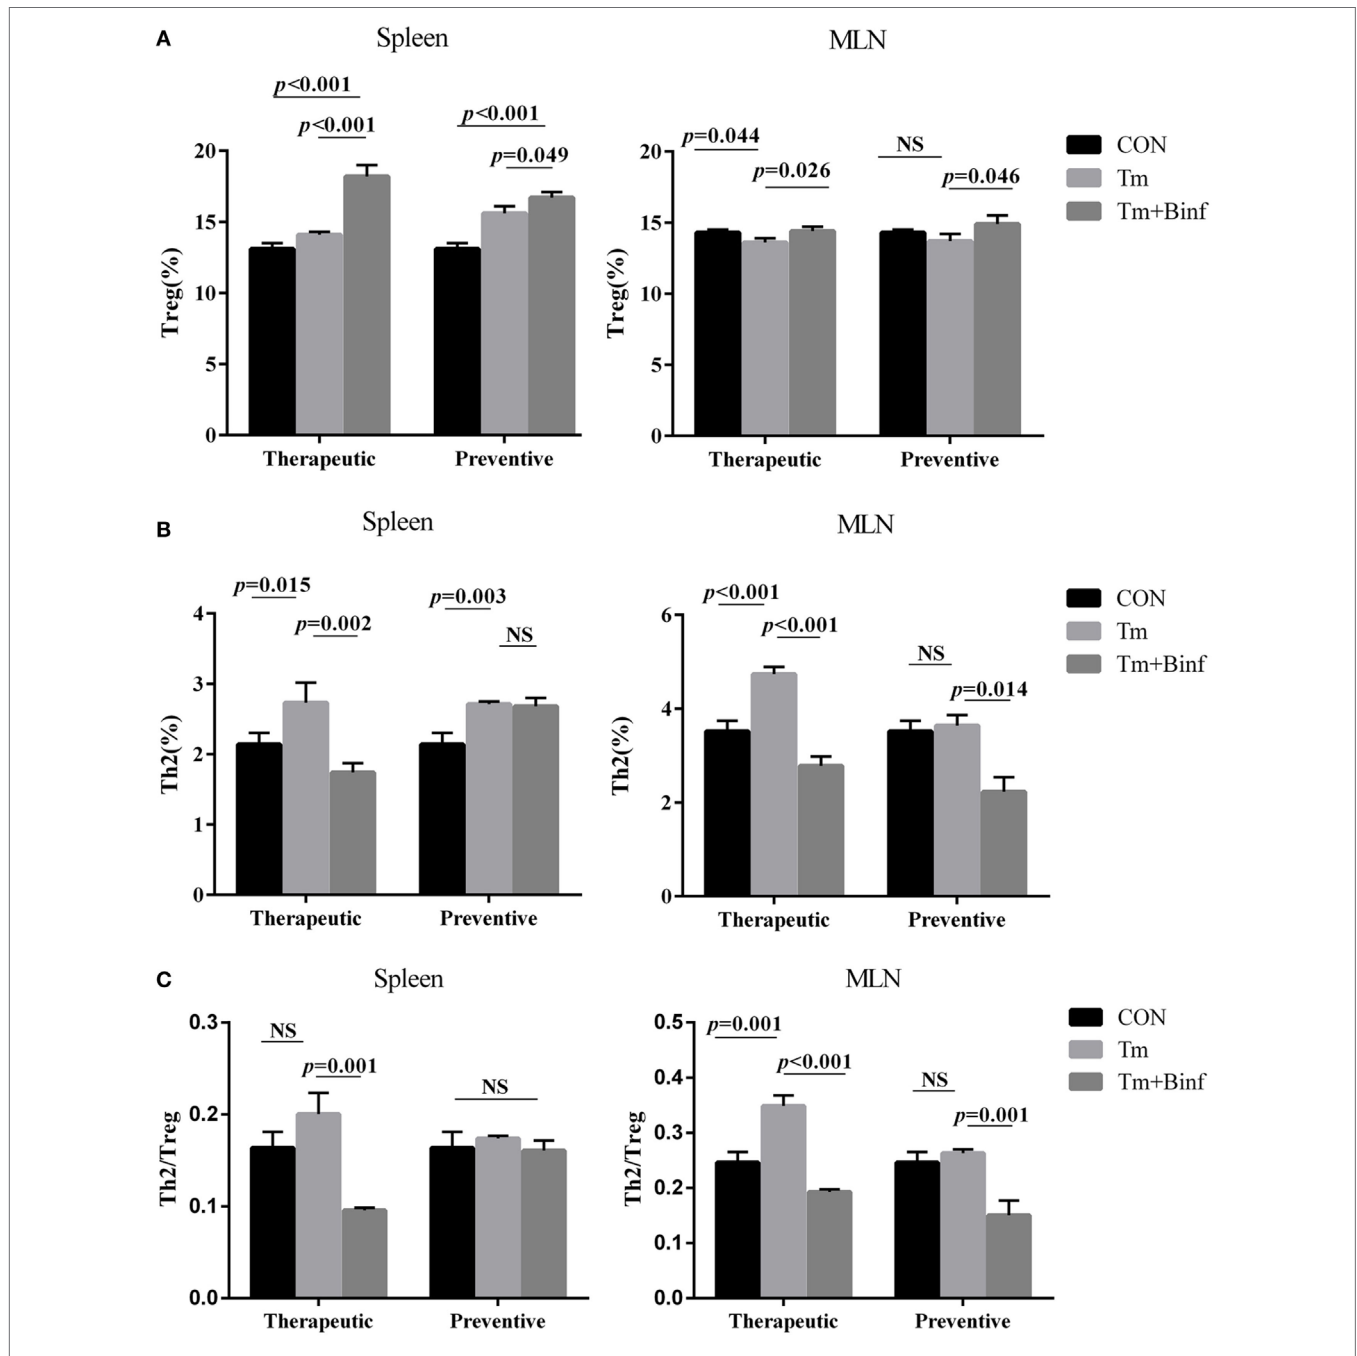 A
Spleen
MLN
p<0.001
p<0.001
p<0.001
p=0.049
p=0.044
p=0.026
NS
p=0.046
CON
Tm
Tm+Binf
20
15
10
5
0
Treg(%)
Therapeutic
Preventive
20
15
10
5
0
Treg(%)
Therapeutic
Preventive
B
Spleen
MLN
p=0.015
p=0.002
p=0.003
NS
p<0.001
p<0.001
NS
p=0.014
CON
Tm
Tm+Binf
4
3
2
1
0
Th2(%)
Therapeutic
Preventive
6
4
2
0
Th2(%)
Therapeutic
Preventive
C
Spleen
MLN
NS
p=0.001
NS
p=0.001
p<0.001
NS
p=0.001
CON
Tm
Tm+Binf
0.3
0.2
0.1
0.0
Th2/Treg
Therapeutic
Preventive
0.5
0.4
0.3
0.2
0.1
0.0
Th2/Treg
Therapeutic
Preventive